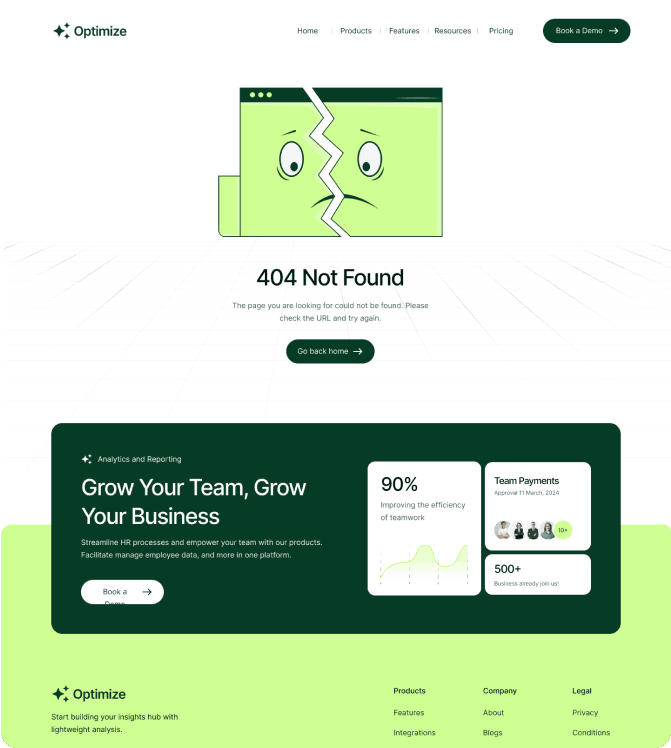 Optimize
Home
Products
Features
Resources
Pricing
Book a Demo
404 Not Found
The page you are looking for could not be found. Please
check the URL and try again.
Go back home
Analytics and Reporting
Grow Your Team, Grow
Your Business
Streamline HR processes and empower your team with our products.
Facilitate manage employee data, and more in one platform.
Book a
Demo
90%
Improving the efficiency
of teamwork
Team Payments
Approval 11 March, 2024
10+
500+
Business already join us!
Optimize
Start building your insights hub with
lightweight analysis.
Products
Features
Integrations
Company
About
Blogs
Legal
Privacy
Conditions